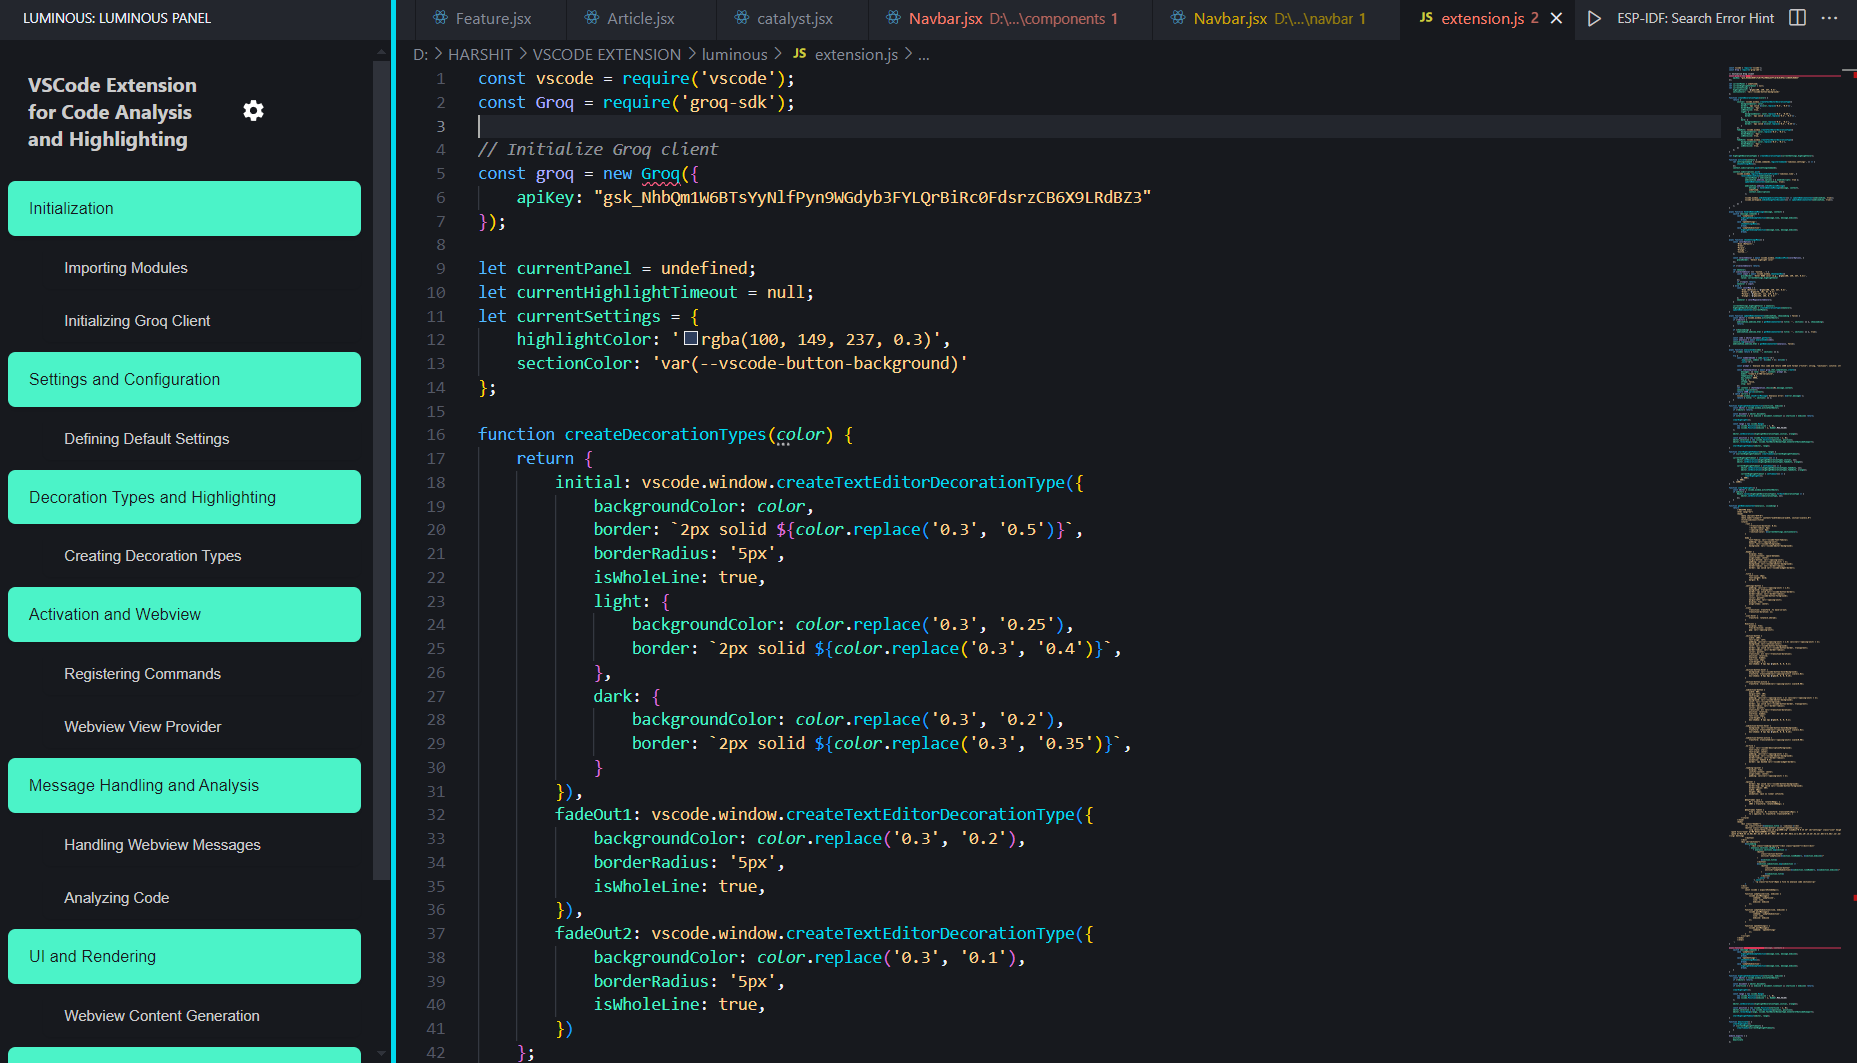 LUMINOUS: LUMINOUS PANEL
VSCode Extension
for Code Analysis
and Highlighting
Initialization
Importing Modules
Initializing Groq Client
Settings and Configuration
Defining Default Settings
Decoration Types and Highlighting
Creating Decoration Types
Activation and Webview
Registering Commands
Webview View Provider
Message Handling and Analysis
Handling Webview Messages
Analyzing Code
UI and Rendering
Webview Content Generation
Feature.jsx
Article.jsx
catalyst.jsx
Navbar.jsx D:\...\components 1
Navbar.jsx D:\...\navbar 1
JS extension.js 2
ESP-IDF: Search Error Hint
D: > HARSHIT > VSCODE EXTENSION > luminous > JS extension.js > ...
1 const vscode = require('vscode');
2 const Groq = require('groq-sdk');
3
4 // Initialize Groq client
5 const groq = new Groq({
6 apiKey: "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"
7 });
8
9 let currentPanel = undefined;
10 let currentHighlightTimeout = null;
11 let currentSettings = {
12 highlightColor: 'rgba(100, 149, 237, 0.3)',
13 sectionColor: 'var(--vscode-button-background)'
14 };
15
16 function createDecorationTypes(color) {
17 return {
18 initial: vscode.window.createTextEditorDecorationType({
19 backgroundColor: color,
20 border: `2px solid ${color.replace('0.3', '0.5')}`,
21 borderRadius: '5px',
22 isWholeLine: true,
23 light: {
24 backgroundColor: color.replace('0.3', '0.25'),
25 border: `2px solid ${color.replace('0.3', '0.4')}`,
26 },
27 dark: {
28 backgroundColor: color.replace('0.3', '0.2'),
29 border: `2px solid ${color.replace('0.3', '0.35')}`,
30 }
31 }),
32 fadeOut1: vscode.window.createTextEditorDecorationType({
33 backgroundColor: color.replace('0.3', '0.2'),
34 borderRadius: '5px',
35 isWholeLine: true,
36 }),
37 fadeOut2: vscode.window.createTextEditorDecorationType({
38 backgroundColor: color.replace('0.3', '0.1'),
39 borderRadius: '5px',
40 isWholeLine: true,
41 })
42 };